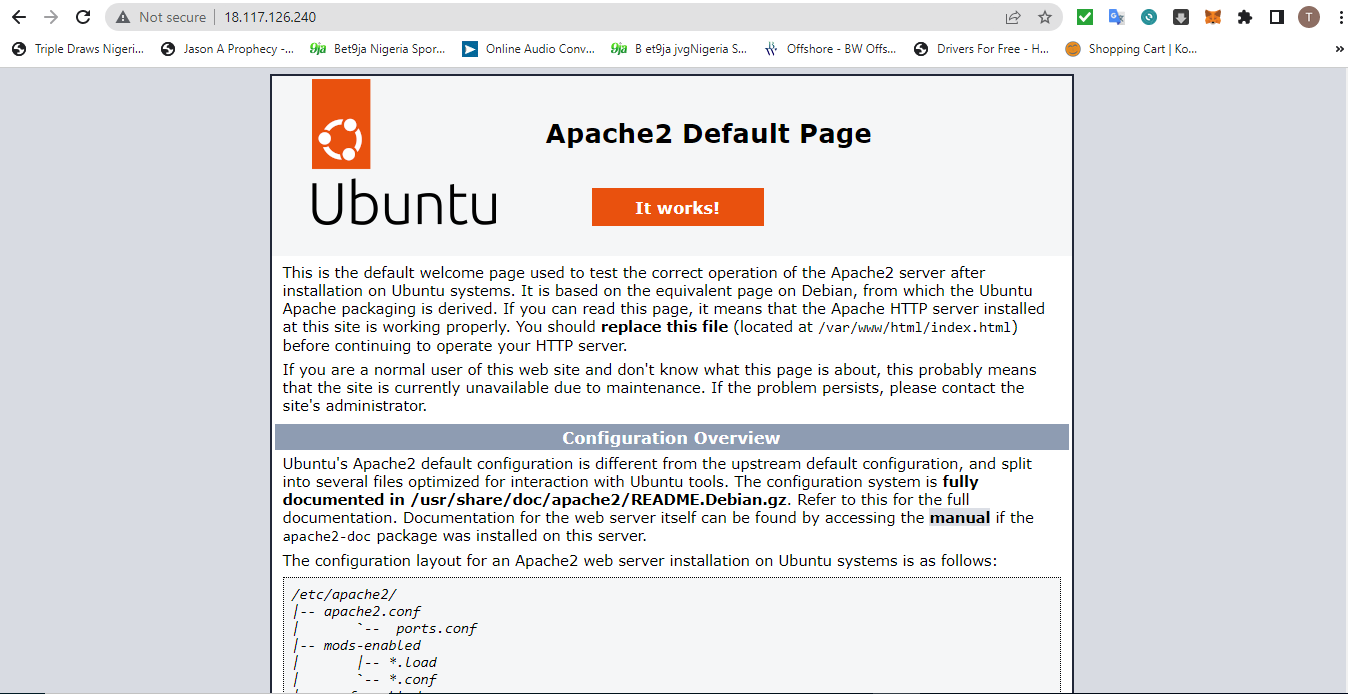 Not secure | 18.117.126.240
T
Triple Draws Nigeri... Jason A Prophecy -... 9ja Bet9ja Nigeria Spor... Online Audio Conv... 9ja B et9ja jvgNigeria S... Offshore - BW Offs... Drivers For Free - H... Shopping Cart | Ko... »
Apache2 Default Page
Ubuntu
It works!
This is the default welcome page used to test the correct operation of the Apache2 server after
installation on Ubuntu systems. It is based on the equivalent page on Debian, from which the Ubuntu
Apache packaging is derived. If you can read this page, it means that the Apache HTTP server installed
at this site is working properly. You should replace this file (located at /var/www/html/index.html)
before continuing to operate your HTTP server.
If you are a normal user of this web site and don't know what this page is about, this probably means
that the site is currently unavailable due to maintenance. If the problem persists, please contact the
site's administrator.
Configuration Overview
Ubuntu's Apache2 default configuration is different from the upstream default configuration, and split
into several files optimized for interaction with Ubuntu tools. The configuration system is fully
documented in /usr/share/doc/apache2/README.Debian.gz. Refer to this for the full
documentation. Documentation for the web server itself can be found by accessing the manual if the
apache2-doc package was installed on this server.
The configuration layout for an Apache2 web server installation on Ubuntu systems is as follows:
/etc/apache2/
|-- apache2.conf
|       `--  ports.conf
|-- mods-enabled
|       |-- *.load
|       `-- *.conf